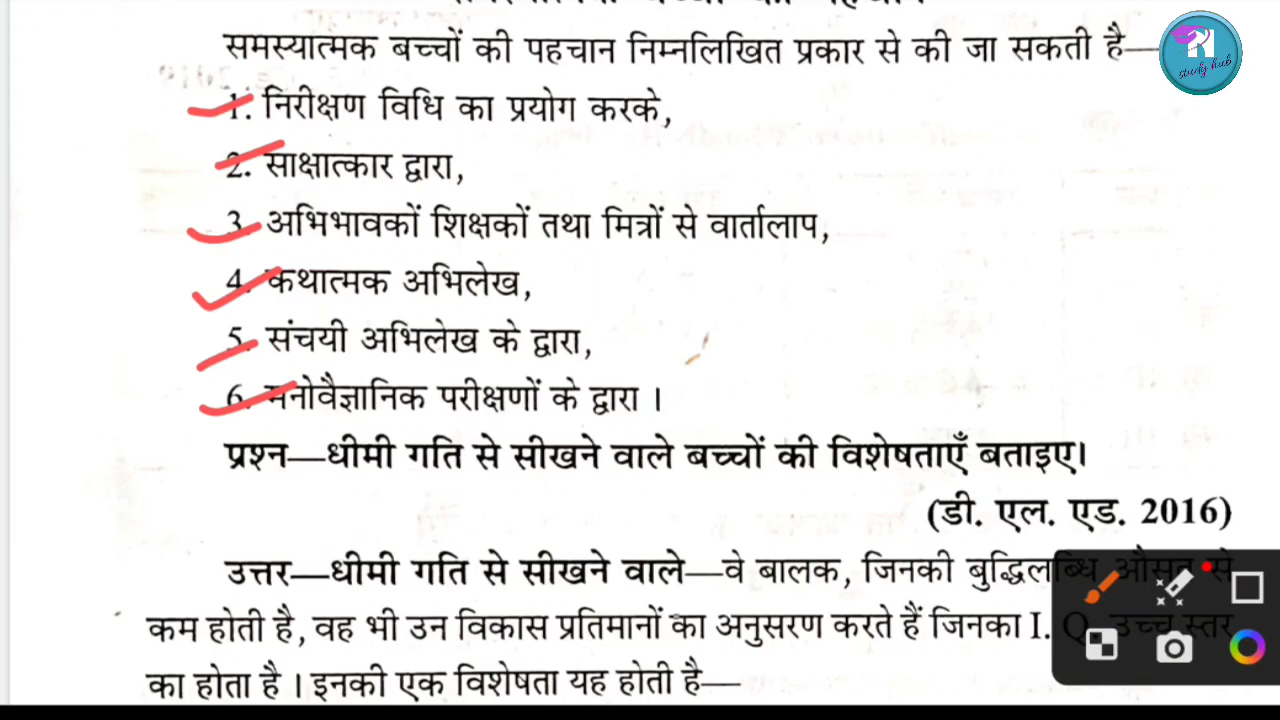 समस्यात्मक बच्चों की पहचान निम्नलिखित प्रकार से की जा सकती है—
1. निरीक्षण विधि का प्रयोग करके,
2. साक्षात्कार द्वारा,
3. अभिभावकों शिक्षकों तथा मित्रों से वार्तालाप,
4. कथात्मक अभिलेख,
5. संचयी अभिलेख के द्वारा,
6. मनोवैज्ञानिक परीक्षणों के द्वारा ।
प्रश्न—धीमी गति से सीखने वाले बच्चों की विशेषताएँ बताइए।
(डी. एल. एड. 2016)
उत्तर—धीमी गति से सीखने वाले—वे बालक, जिनकी बुद्धिलब्धि औसत से
कम होती है, वह भी उन विकास प्रतिमानों का अनुसरण करते हैं जिनका I. Q. उच्च स्तर
का होता है । इनकी एक विशेषता यह होती है—
study hub